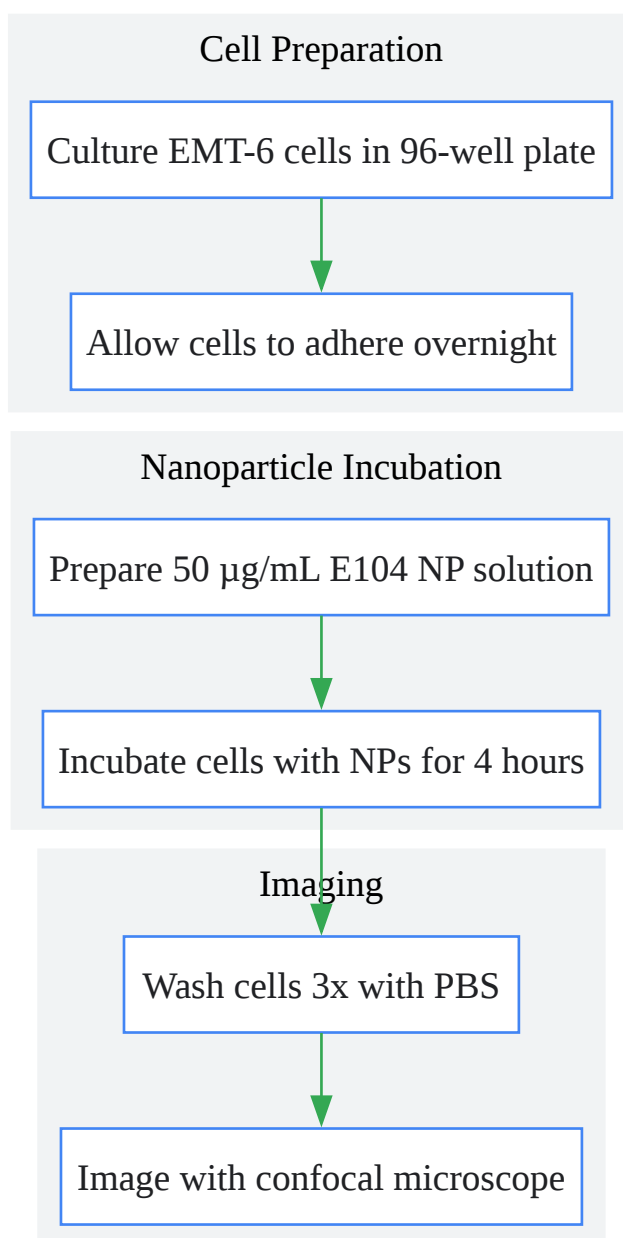 Cell Preparation
Culture EMT-6 cells in 96-well plate
Allow cells to adhere overnight
Nanoparticle Incubation
Prepare 50 µg/mL E104 NP solution
Incubate cells with NPs for 4 hours
Imaging
Wash cells 3x with PBS
Image with confocal microscope